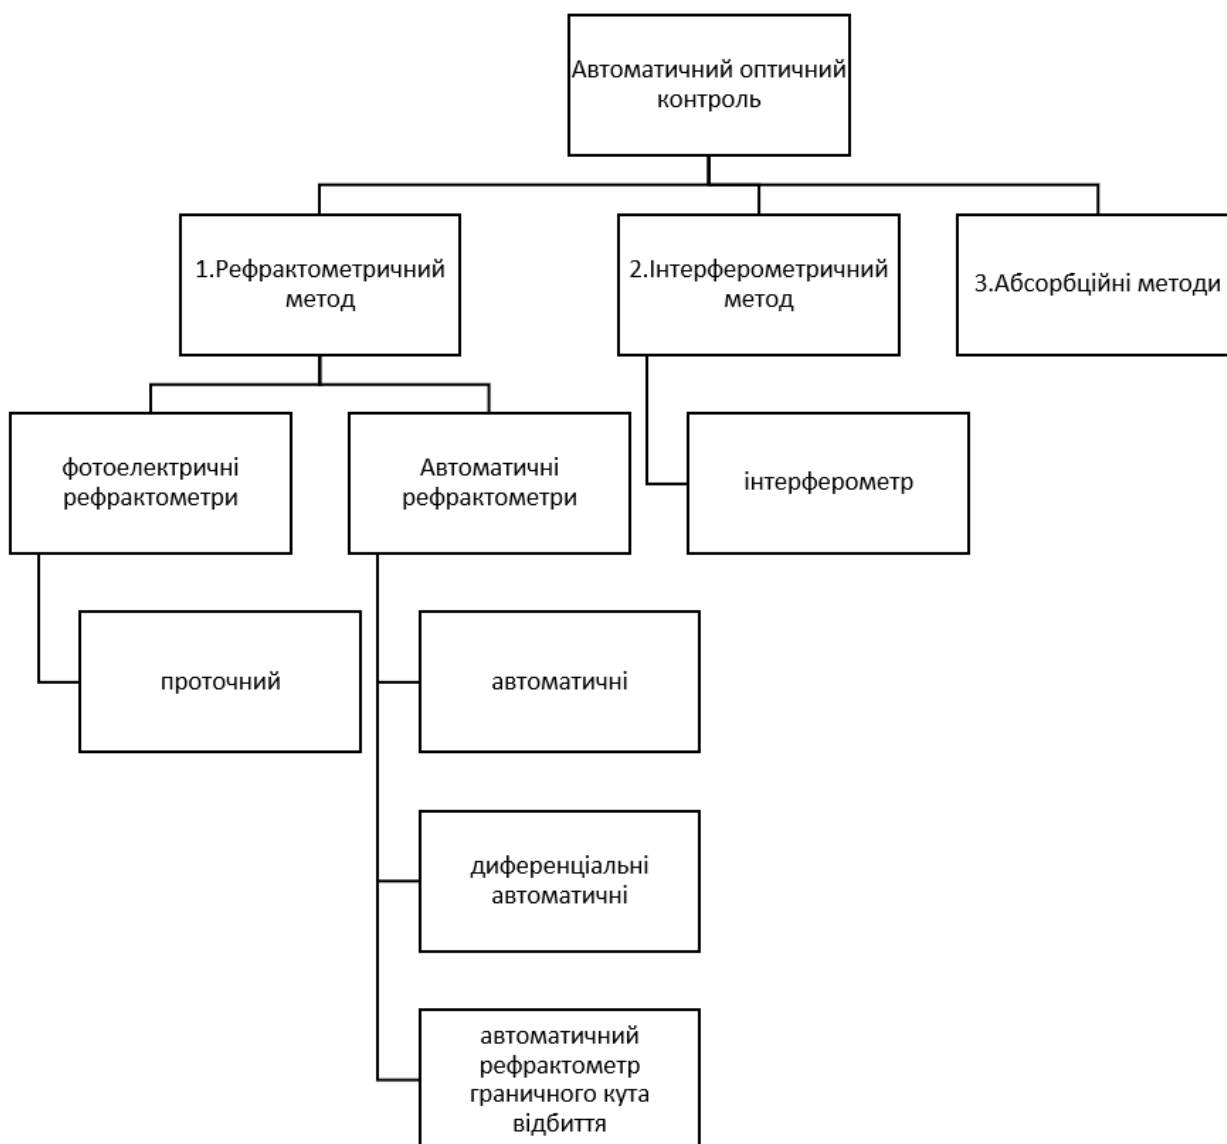 Автоматичний оптичний
контроль
1.Рефрактометричний
метод
2.Інтерферометричний
метод
3.Абсорбційні методи
фотоелектричні
рефрактометри
Автоматичні
рефрактометри
інтерферометр
проточний
автоматичні
диференціальні
автоматичні
автоматичний
рефрактометр
граничного кута
відбиття